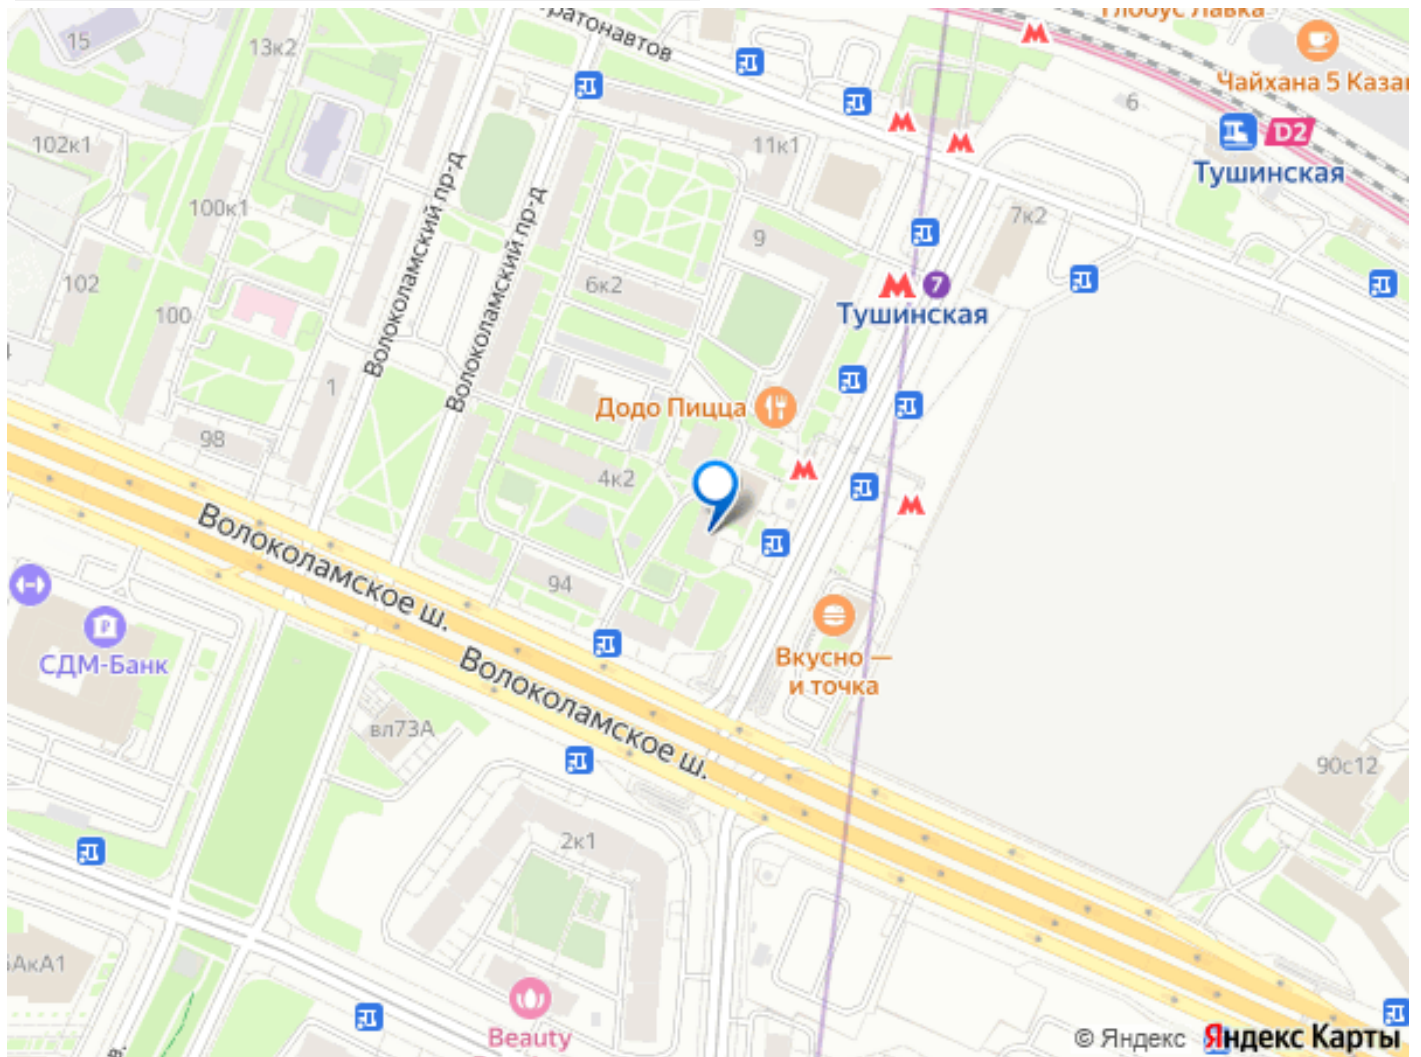 Глобус Лавка
15
13к2
Чайхана 5 Казан
6
D2
102к1
11к1
Тушинская
100к1
Волоколамский пр-д
Волоколамский пр-д
7к2
9
102
6к2
7
100
Тушинская
1
Додо Пицца
98
4к2
Волоколамское ш.
94
СДМ-Банк
Вкусно —
и точка
Волоколамское ш.
вл73А
90с12
2к1
Beauty
© Яндекс
Яндекс Карты